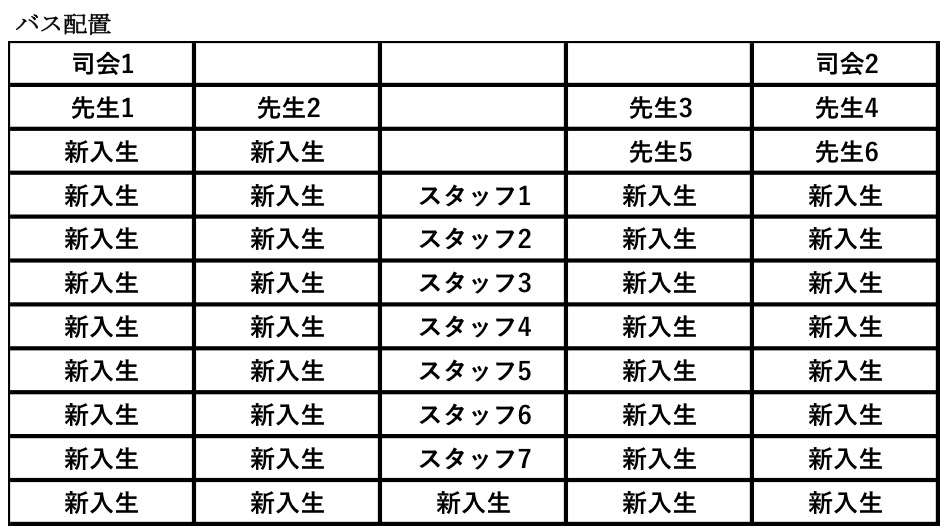 バス配置
司会1 司会2
先生1 先生2 先生3 先生4
新入生 新入生 先生5 先生6
新入生 新入生 スタッフ1 新入生 新入生
新入生 新入生 スタッフ2 新入生 新入生
新入生 新入生 スタッフ3 新入生 新入生
新入生 新入生 スタッフ4 新入生 新入生
新入生 新入生 スタッフ5 新入生 新入生
新入生 新入生 スタッフ6 新入生 新入生
新入生 新入生 スタッフ7 新入生 新入生
新入生 新入生 新入生 新入生 新入生